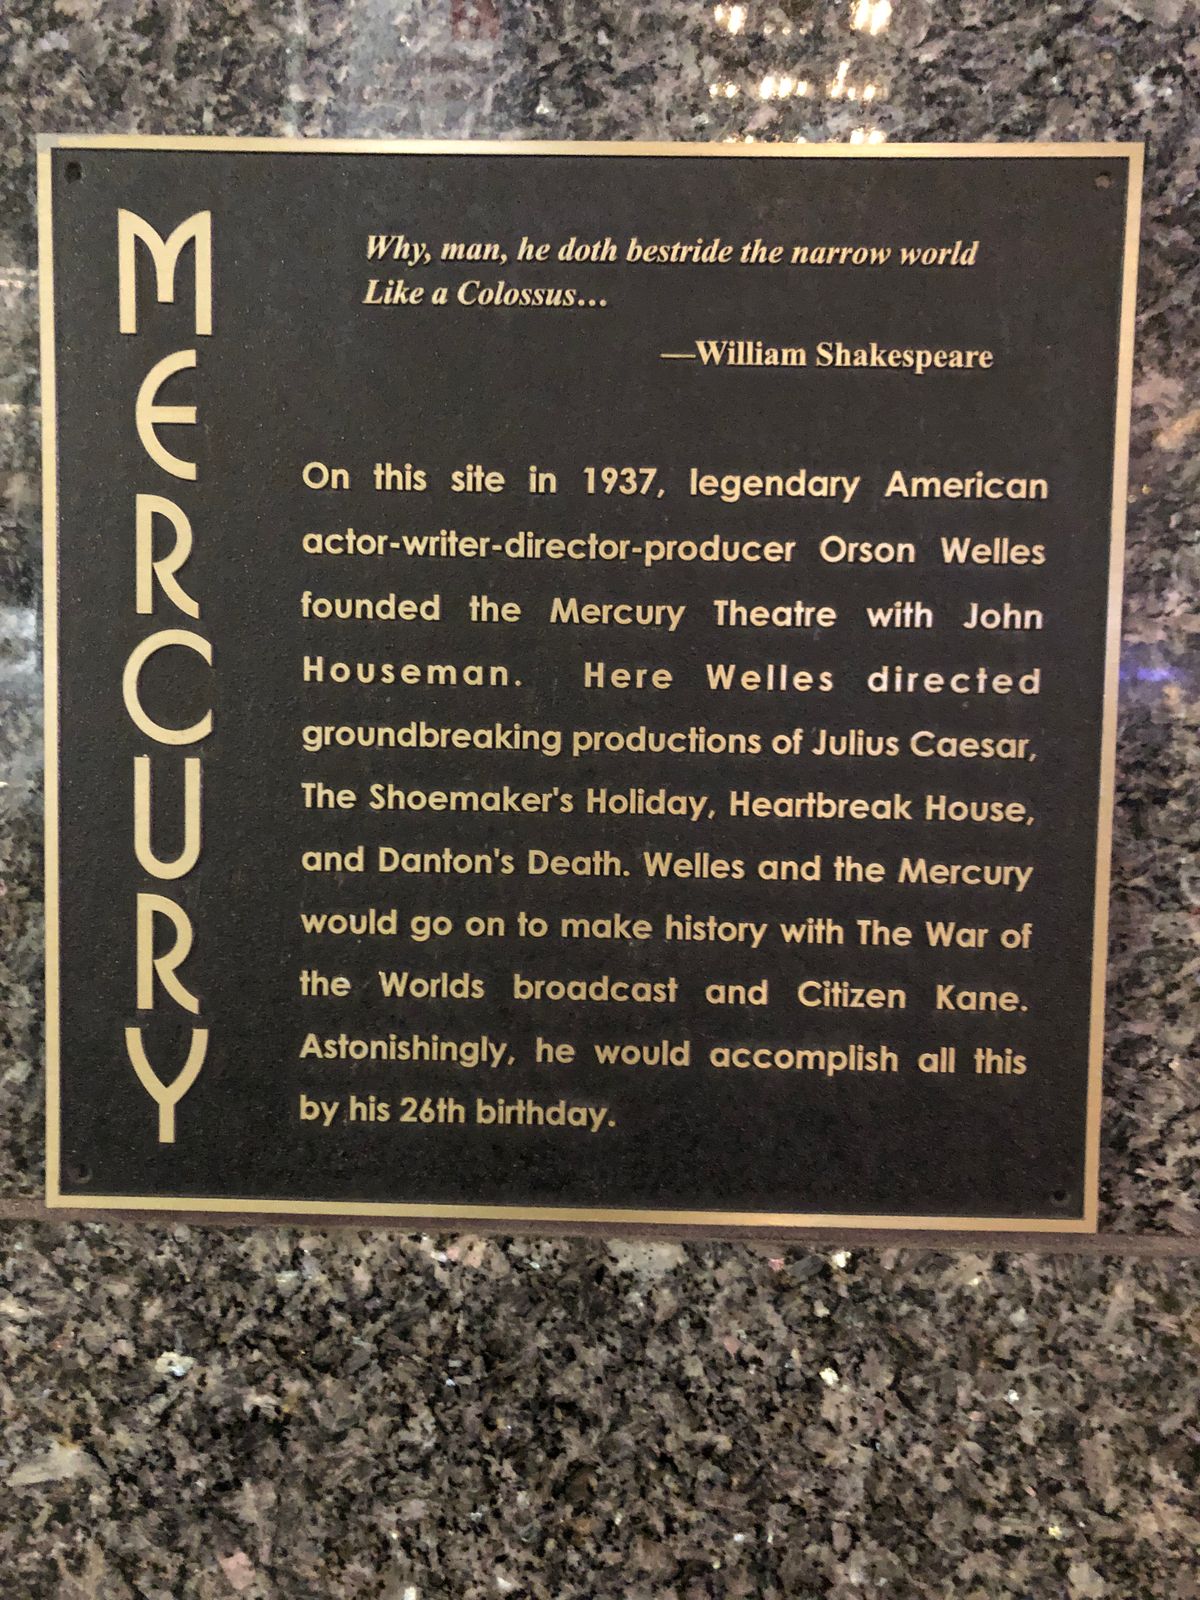 MERCURY
Why, man, he doth bestride the narrow world
Like a Colossus...
—William Shakespeare
On this site in 1937, legendary American
actor-writer-director-producer Orson Welles
founded the Mercury Theatre with John
Houseman. Here Welles directed
groundbreaking productions of Julius Caesar,
The Shoemaker's Holiday, Heartbreak House,
and Danton's Death. Welles and the Mercury
would go on to make history with The War of
the Worlds broadcast and Citizen Kane.
Astonishingly, he would accomplish all this
by his 26th birthday.